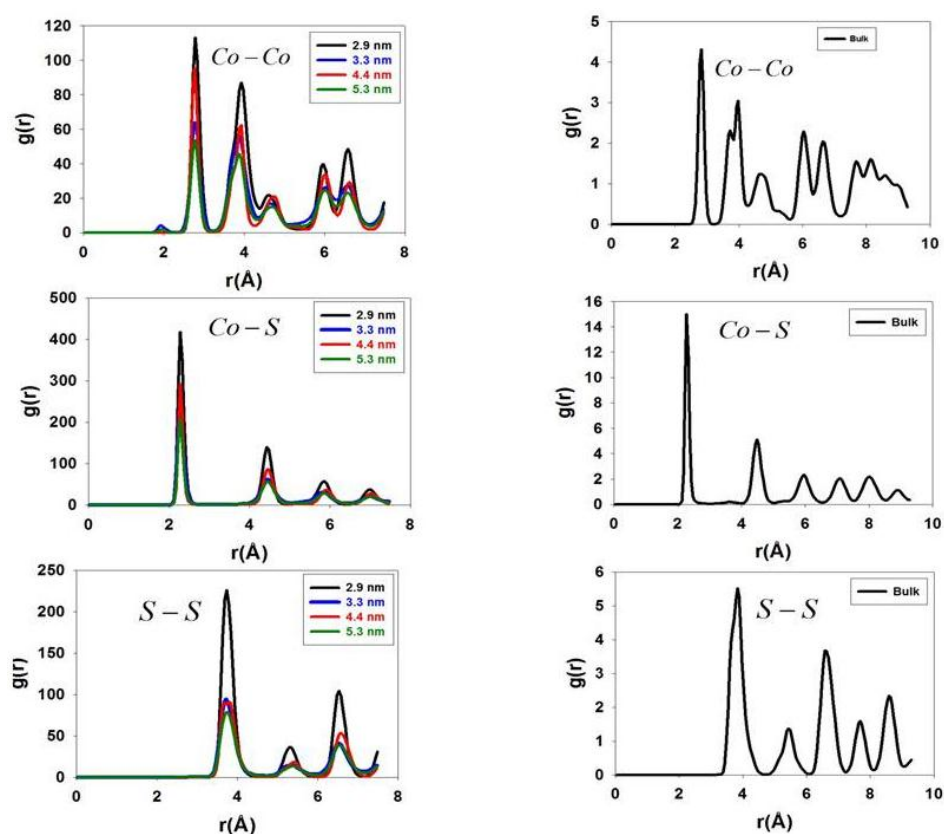 120
100
80
60
40
20
0
g(r)
Co – Co
2.9 nm
3.3 nm
4.4 nm
5.3 nm
0 2 4 6 8
r(Å)
5
4
3
2
1
0
g(r)
Bulk
Co – Co
0 2 4 6 8 10
r(Å)
500
400
300
200
100
0
g(r)
Co – S
2.9 nm
3.3 nm
4.4 nm
5.3 nm
0 2 4 6 8
r(Å)
16
14
12
10
8
6
4
2
0
g(r)
Co – S
Bulk
0 2 4 6 8 10
r(Å)
250
200
150
100
50
0
g(r)
S – S
2.9 nm
3.3 nm
4.4 nm
5.3 nm
0 2 4 6 8
r(Å)
6
5
4
3
2
1
0
g(r)
S – S
Bulk
0 2 4 6 8 10
r(Å)